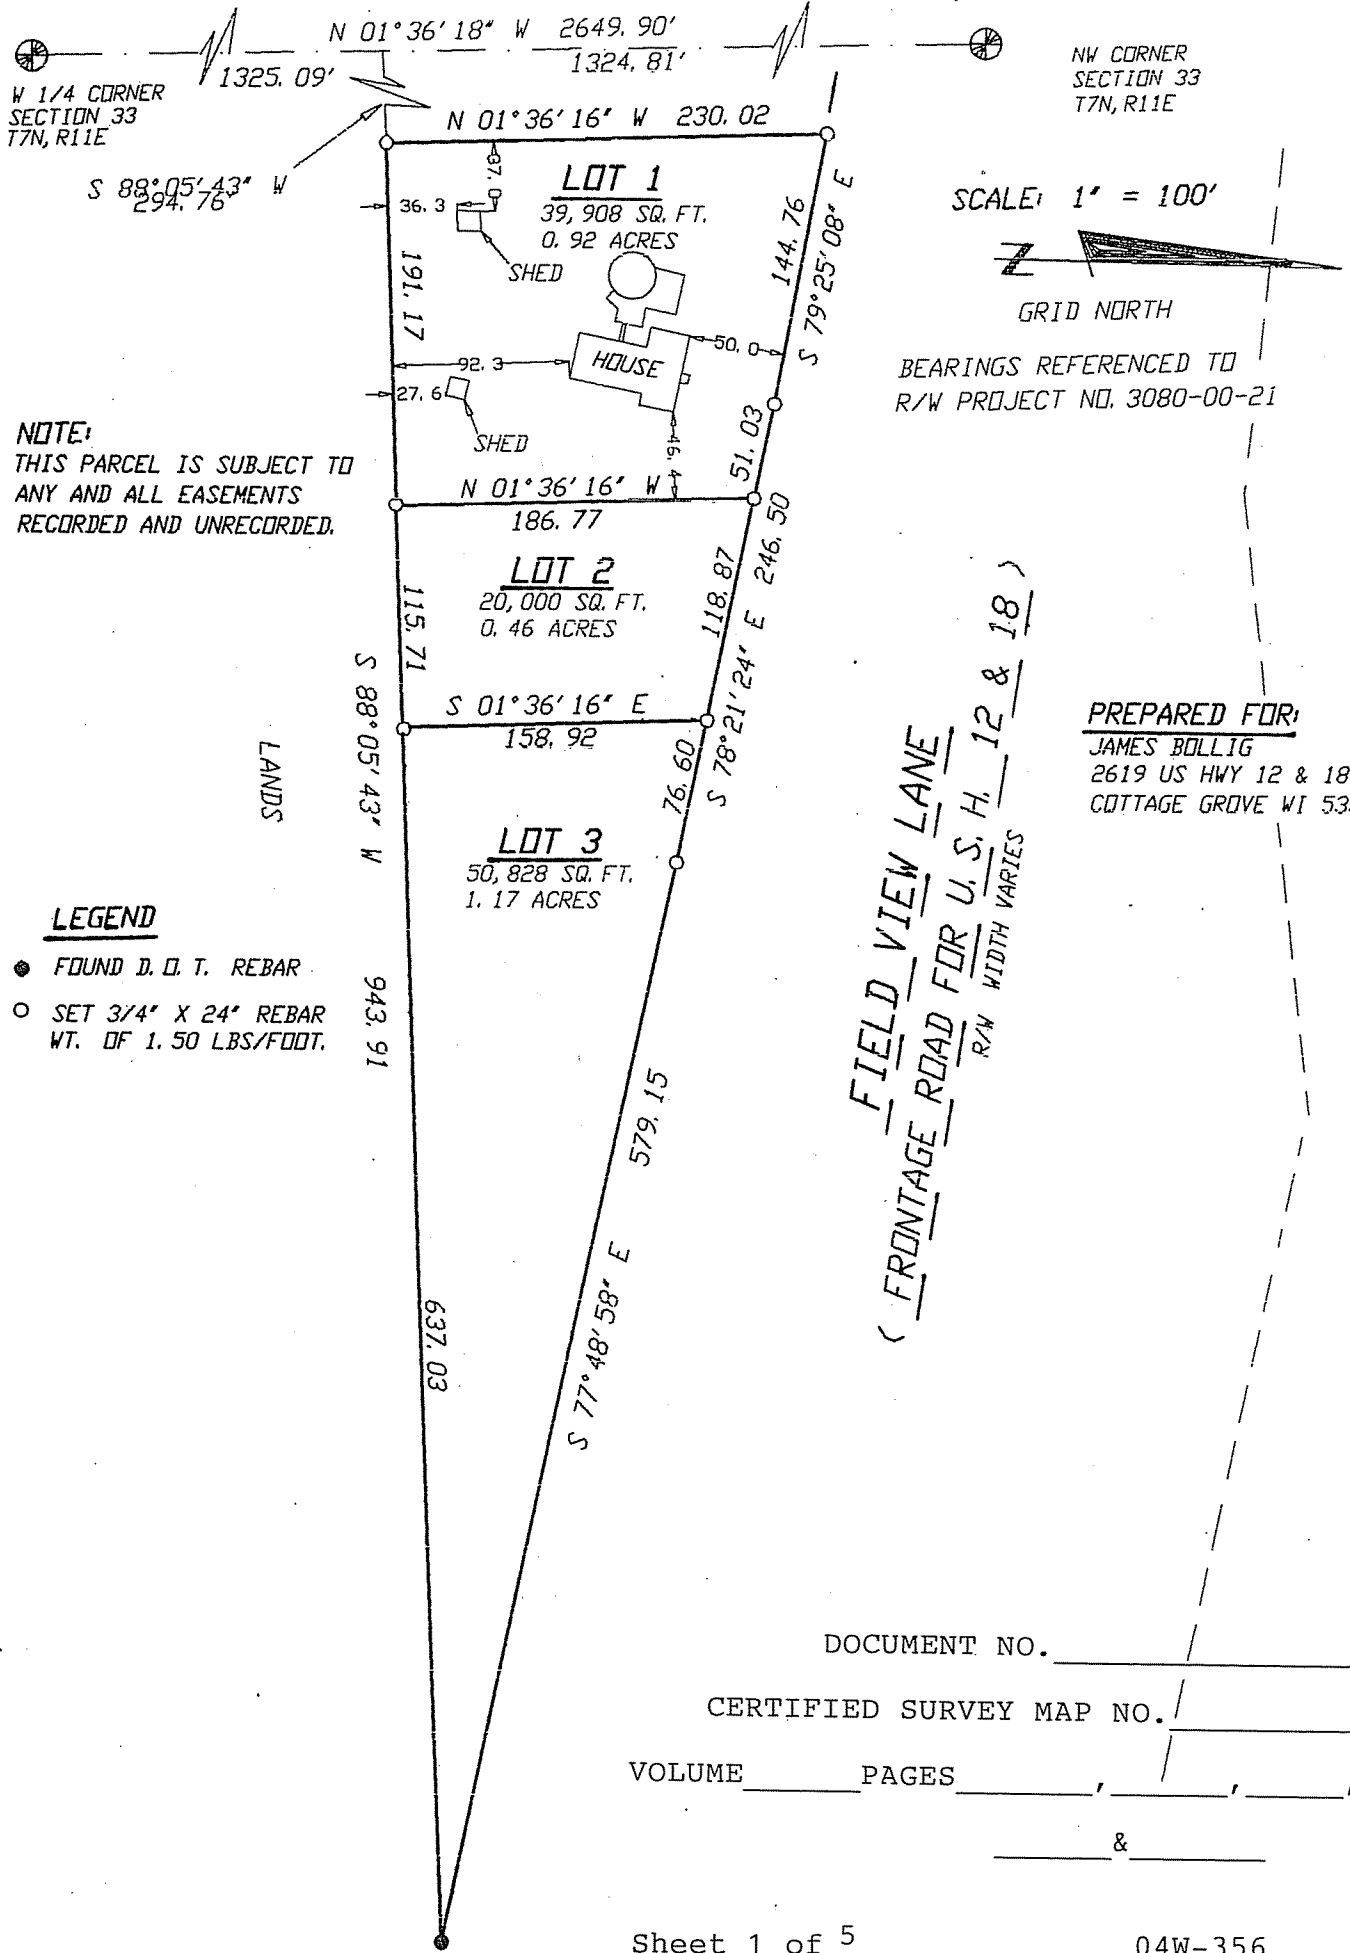 N 01°36'18" W 2649.90'
1325.09'
1324.81'
W 1/4 CORNER
SECTION 33
T7N, R11E
NW CORNER
SECTION 33
T7N, R11E
N 01°36'16" W 230.02
S 88°05'43" W
294.76'
37.0
LOT 1
39,908 SQ. FT.
0.92 ACRES
36.3
SHED
191.17
144.76
S 79°25'08" E
SCALE: 1" = 100'
N
GRID NORTH
BEARINGS REFERENCED TO
R/W PROJECT NO. 3080-00-21
HOUSE
50.0
92.3
27.6
SHED
46.4
51.03
NOTE:
THIS PARCEL IS SUBJECT TO
ANY AND ALL EASEMENTS
RECORDED AND UNRECORDED.
N 01°36'16" W
186.77
LOT 2
20,000 SQ. FT.
0.46 ACRES
115.71
118.87
S 78°21'24" E 246.50
S 01°36'16" E
158.92
76.60
S 88°05'43" W
943.91
LANDS
LOT 3
50,828 SQ. FT.
1.17 ACRES
FIELD VIEW LANE
( FRONTAGE ROAD FOR U.S.H. 12 & 18 )
R/W WIDTH VARIES
PREPARED FOR:
JAMES BOLLIG
2619 US HWY 12 & 18
COTTAGE GROVE WI 53
LEGEND
FOUND D.O.T. REBAR
SET 3/4" X 24" REBAR
WT. OF 1.50 LBS/FOOT.
637.03
S 77°48'58" E 579.15
DOCUMENT NO.
CERTIFIED SURVEY MAP NO.
VOLUME PAGES , , ,
&
Sheet 1 of 5
04W-356